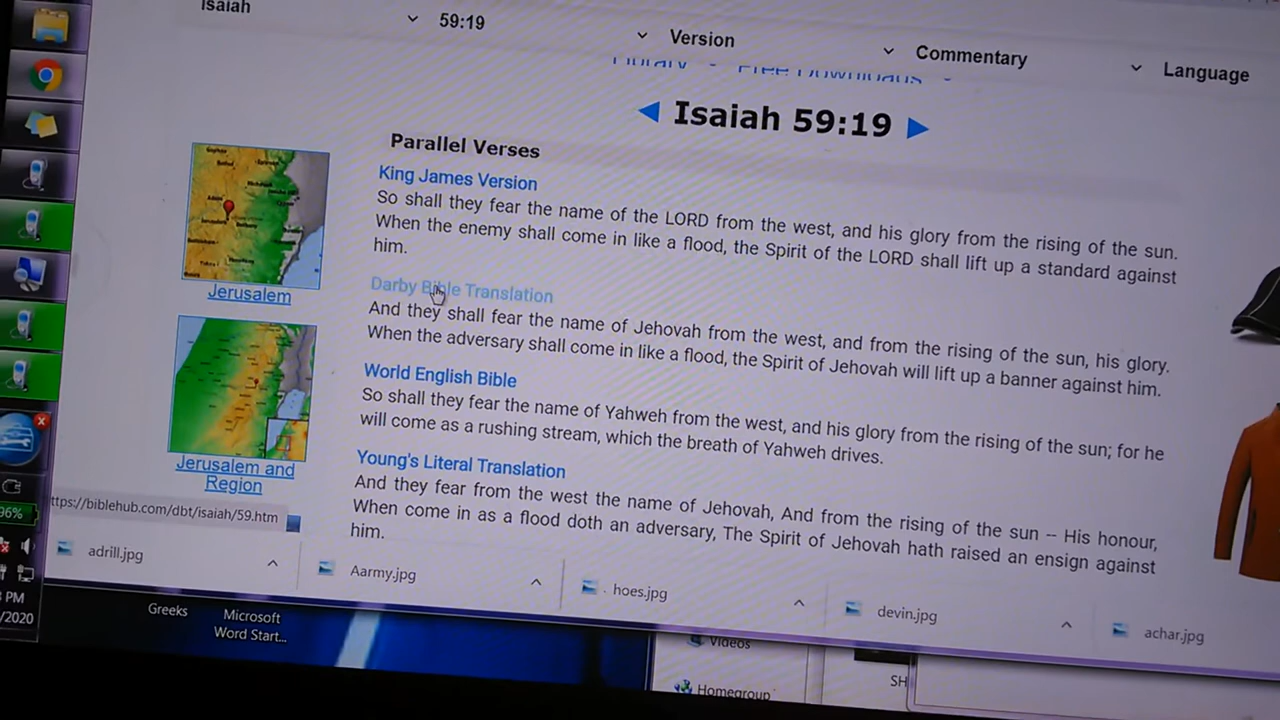 Isaiah
59:19
Version
Commentary
Language
Library - Free Downloads -
Isaiah 59:19
Parallel Verses
King James Version
So shall they fear the name of the LORD from the west, and his glory from the rising of the sun.
When the enemy shall come in like a flood, the Spirit of the LORD shall lift up a standard against
him.
Darby Bible Translation
And they shall fear the name of Jehovah from the west, and from the rising of the sun, his glory.
When the adversary shall come in like a flood, the Spirit of Jehovah will lift up a banner against him.
World English Bible
So shall they fear the name of Yahweh from the west, and his glory from the rising of the sun; for he
will come as a rushing stream, which the breath of Yahweh drives.
Young's Literal Translation
And they fear from the west the name of Jehovah, And from the rising of the sun -- His honour,
When come in as a flood doth an adversary, The Spirit of Jehovah hath raised an ensign against
him.
Jerusalem
Jerusalem and
Region
ttps://biblehub.com/dbt/isaiah/59.htm
96%
PM
/2020
adrill.jpg
Aarmy.jpg
hoes.jpg
devin.jpg
achar.jpg
Greeks
Microsoft
Word Start...
Videos
Homegroup
SH